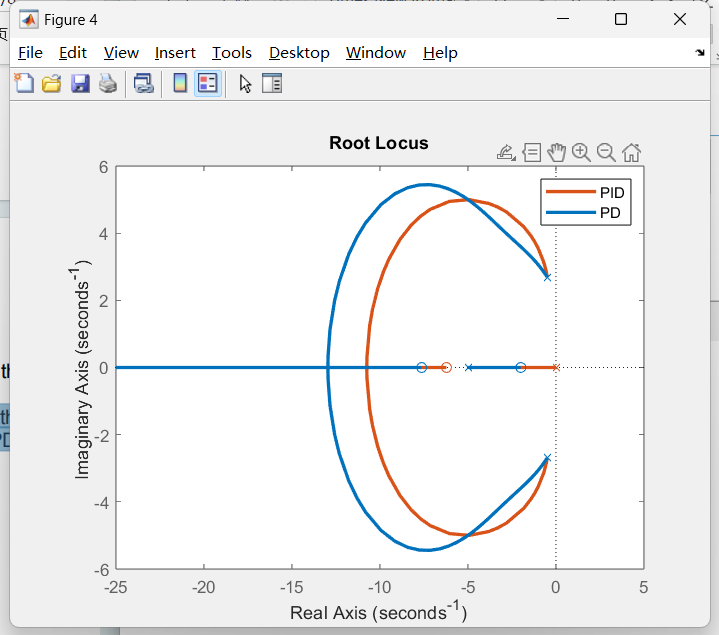 Figure 4
File Edit View Insert Tools Desktop Window Help
Root Locus
PID
PD
6
4
2
0
-2
-4
-6
Imaginary Axis (seconds⁻¹)
-25 -20 -15 -10 -5 0 5
Real Axis (seconds⁻¹)